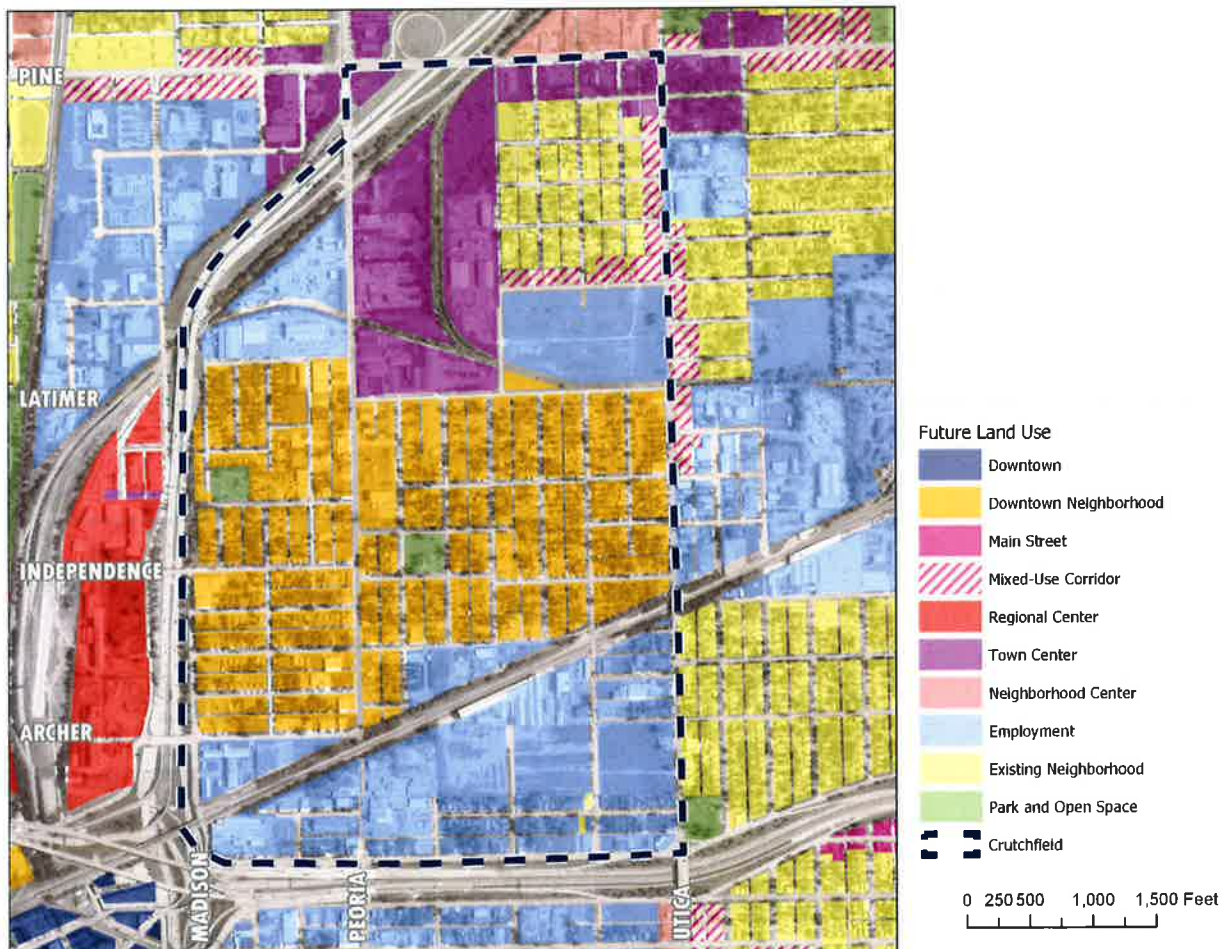 PINE
LATIMER
INDEPENDENCE
ARCHER
MADISON
PEORIA
UTICA
Future Land Use
Downtown
Downtown Neighborhood
Main Street
Mixed-Use Corridor
Regional Center
Town Center
Neighborhood Center
Employment
Existing Neighborhood
Park and Open Space
Crutchfield
0 250 500 1,000 1,500 Feet